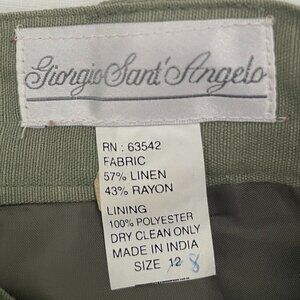 Giorgio Sant' Angelo
RN : 63542
FABRIC
57% LINEN
43% RAYON
LINING
100% POLYESTER
DRY CLEAN ONLY
MADE IN INDIA
SIZE 12 8